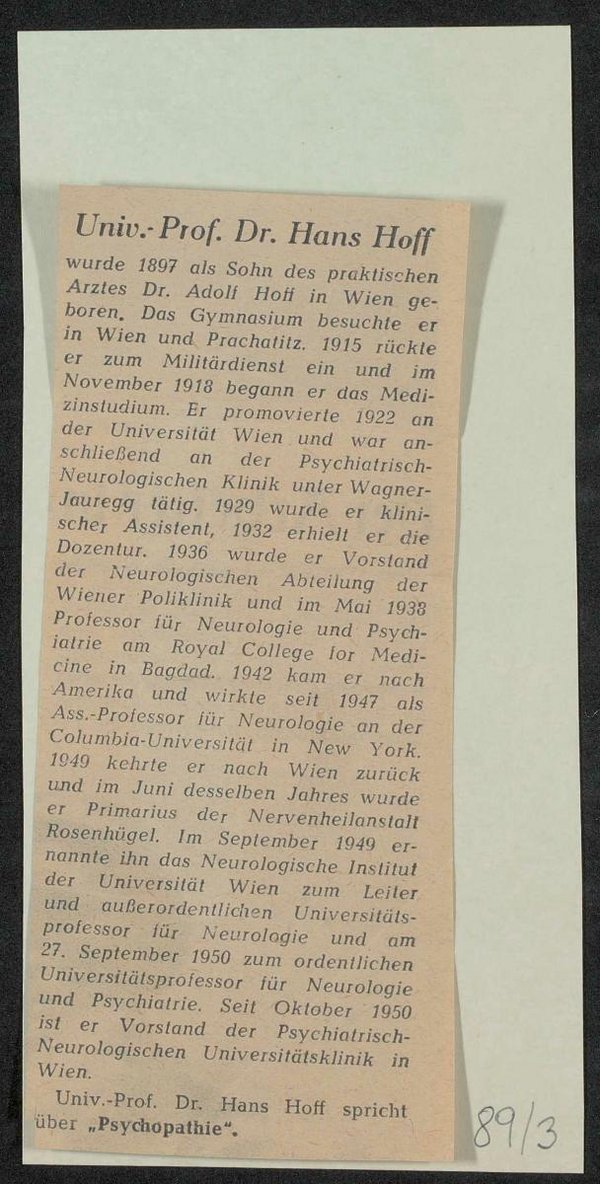 Univ.-Prof. Dr. Hans Hoff
wurde 1897 als Sohn des praktischen
Arztes Dr. Adolf Hoff in Wien ge-
boren. Das Gymnasium besuchte er
in Wien und Prachatitz. 1915 rückte
er zum Militärdienst ein und im
November 1918 begann er das Medi-
zinstudium. Er promovierte 1922 an
der Universität Wien und war an-
schließend an der Psychiatrisch-
Neurologischen Klinik unter Wagner-
Jauregg tätig. 1929 wurde er klini-
scher Assistent, 1932 erhielt er die
Dozentur. 1936 wurde er Vorstand
der Neurologischen Abteilung der
Wiener Poliklinik und im Mai 1938
Professor für Neurologie und Psych-
iatrie am Royal College for Medi-
cine in Bagdad. 1942 kam er nach
Amerika und wirkte seit 1947 als
Ass.-Professor für Neurologie an der
Columbia-Universität in New York.
1949 kehrte er nach Wien zurück
und im Juni desselben Jahres wurde
er Primarius der Nervenheilanstalt
Rosenhügel. Im September 1949 er-
nannte ihn das Neurologische Institut
der Universität Wien zum Leiter
und außerordentlichen Universitäts-
professor für Neurologie und am
27. September 1950 zum ordentlichen
Universitätsprofessor für Neurologie
und Psychiatrie. Seit Oktober 1950
ist er Vorstand der Psychiatrisch-
Neurologischen Universitätsklinik in
Wien.
Univ.-Prof. Dr. Hans Hoff spricht
über „Psychopathie".
89/3